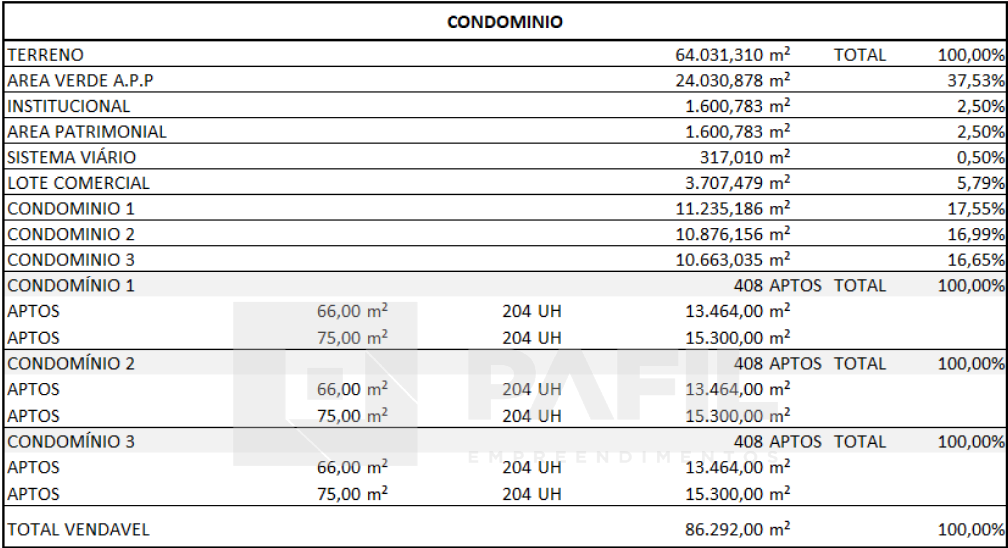 CONDOMINIO
TERRENO 64.031,310 m² TOTAL 100,00%
AREA VERDE A.P.P 24.030,878 m² 37,53%
INSTITUCIONAL 1.600,783 m² 2,50%
AREA PATRIMONIAL 1.600,783 m² 2,50%
SISTEMA VIÁRIO 317,010 m² 0,50%
LOTE COMERCIAL 3.707,479 m² 5,79%
CONDOMINIO 1 11.235,186 m² 17,55%
CONDOMINIO 2 10.876,156 m² 16,99%
CONDOMINIO 3 10.663,035 m² 16,65%
CONDOMÍNIO 1 408 APTOS TOTAL 100,00%
APTOS 66,00 m² 204 UH 13.464,00 m²
APTOS 75,00 m² 204 UH 15.300,00 m²
CONDOMÍNIO 2 408 APTOS TOTAL 100,00%
APTOS 66,00 m² 204 UH 13.464,00 m²
APTOS 75,00 m² 204 UH 15.300,00 m²
CONDOMÍNIO 3 408 APTOS TOTAL 100,00%
APTOS 66,00 m² 204 UH 13.464,00 m²
APTOS 75,00 m² 204 UH 15.300,00 m²
TOTAL VENDAVEL 86.292,00 m² 100,00%
PAFIL
EMPREENDIMENTOS